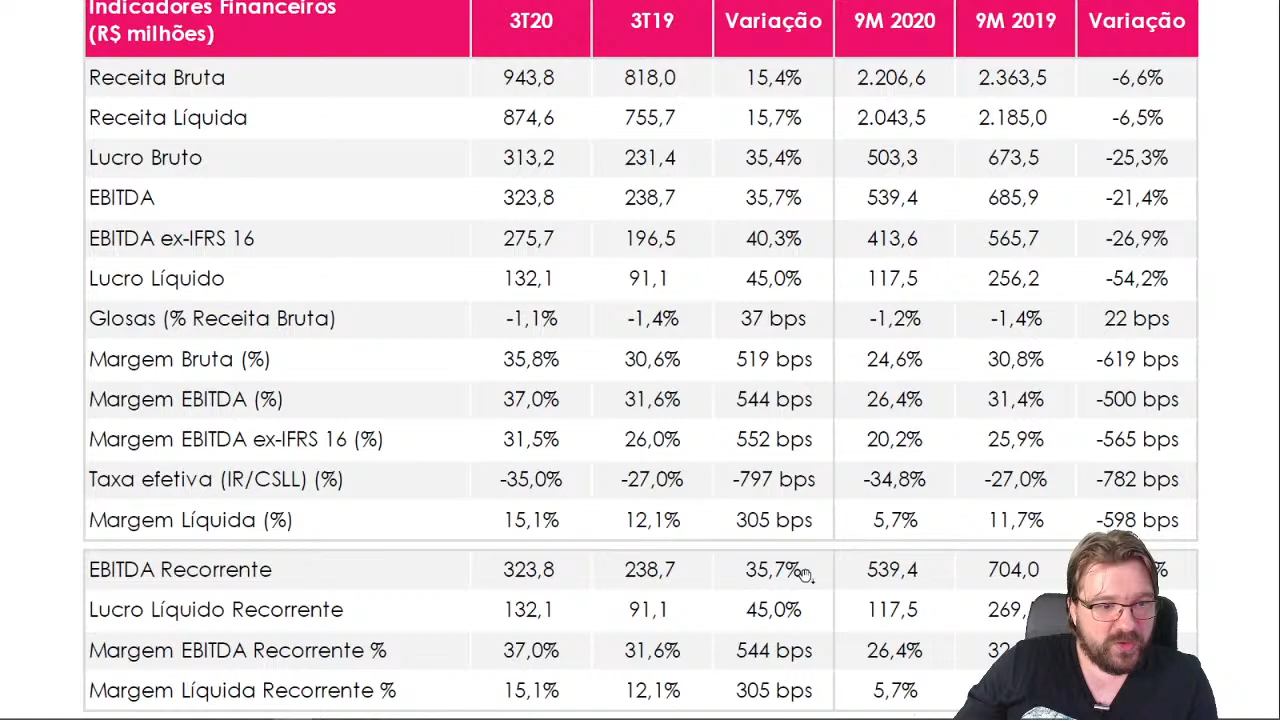 Indicadores Financeiros
(R$ milhões) 3T20 3T19 Variação 9M 2020 9M 2019 Variação
Receita Bruta 943,8 818,0 15,4% 2.206,6 2.363,5 -6,6%
Receita Líquida 874,6 755,7 15,7% 2.043,5 2.185,0 -6,5%
Lucro Bruto 313,2 231,4 35,4% 503,3 673,5 -25,3%
EBITDA 323,8 238,7 35,7% 539,4 685,9 -21,4%
EBITDA ex-IFRS 16 275,7 196,5 40,3% 413,6 565,7 -26,9%
Lucro Líquido 132,1 91,1 45,0% 117,5 256,2 -54,2%
Glosas (% Receita Bruta) -1,1% -1,4% 37 bps -1,2% -1,4% 22 bps
Margem Bruta (%) 35,8% 30,6% 519 bps 24,6% 30,8% -619 bps
Margem EBITDA (%) 37,0% 31,6% 544 bps 26,4% 31,4% -500 bps
Margem EBITDA ex-IFRS 16 (%) 31,5% 26,0% 552 bps 20,2% 25,9% -565 bps
Taxa efetiva (IR/CSLL) (%) -35,0% -27,0% -797 bps -34,8% -27,0% -782 bps
Margem Líquida (%) 15,1% 12,1% 305 bps 5,7% 11,7% -598 bps
EBITDA Recorrente 323,8 238,7 35,7% 539,4 704,0
Lucro Líquido Recorrente 132,1 91,1 45,0% 117,5
Margem EBITDA Recorrente % 37,0% 31,6% 544 bps 26,4%
Margem Líquida Recorrente % 15,1% 12,1% 305 bps 5,7%